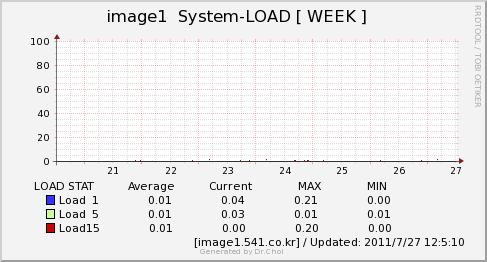 image1 System-LOAD [ WEEK ]
RRDTOOL / TOBI OETIKER
100
80
60
40
20
0
21 22 23 24 25 26 27
LOAD STAT Average Current MAX MIN
Load 1 0.01 0.04 0.21 0.00
Load 5 0.01 0.03 0.01 0.01
Load15 0.01 0.00 0.20 0.00
[image1.541.co.kr] / Updated: 2011/7/27 12:5:10
Generated by Dr.Choi